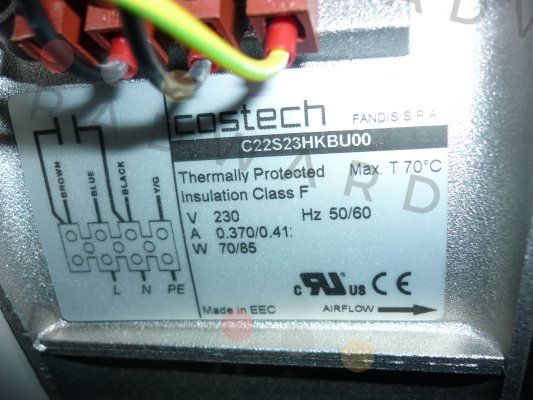 costech FANDIS S.P.A
C22S23HKBU00
Thermally Protected Max. T 70°C
Insulation Class F
V 230 Hz 50/60
A 0.370/0.41
W 70/85
c US CE
Made in EEC AIRFLOW
BROWN
BLUE
BLACK
Y/G
L N PE